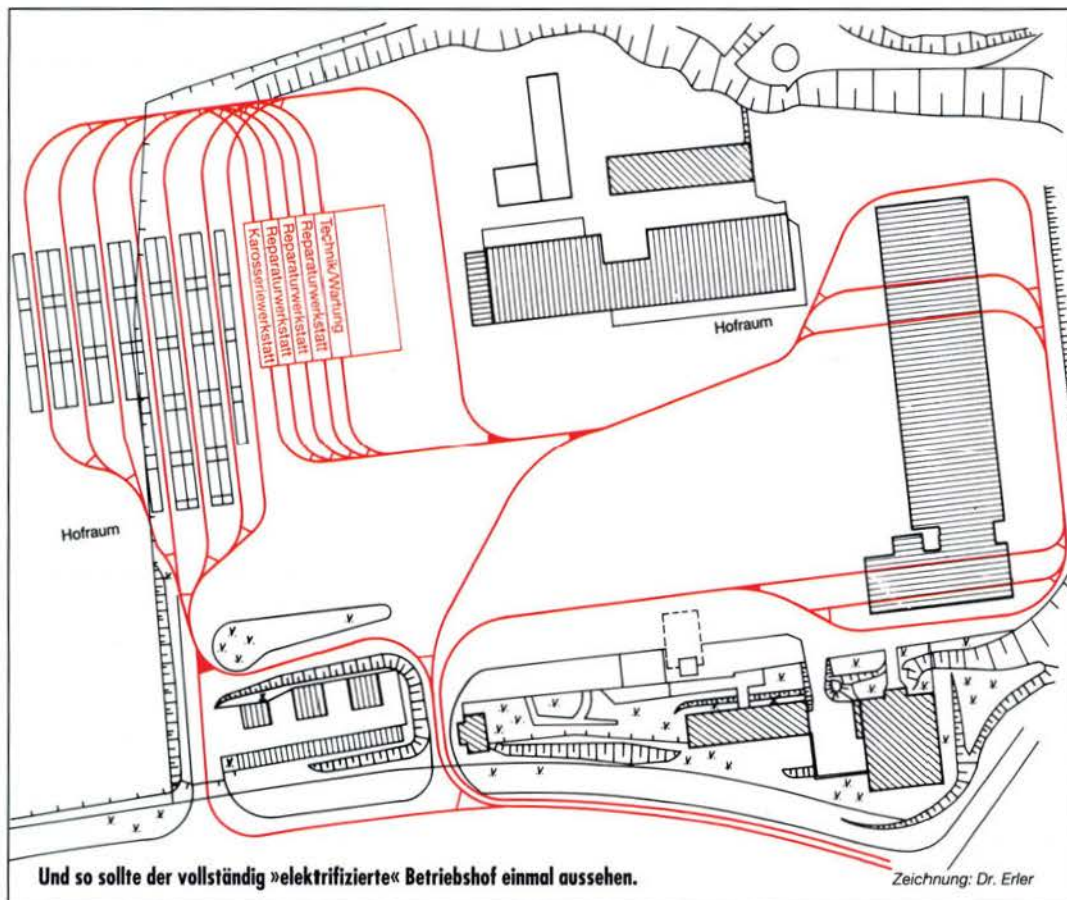 Technik/Wartung
Reparaturwerkstatt
Reparaturwerkstatt
Reparaturwerkstatt
Karosseriewerkstatt
Hofraum
Hofraum
Und so sollte der vollständig »elektrifizierte« Betriebshof einmal aussehen.
Zeichnung: Dr. Erler